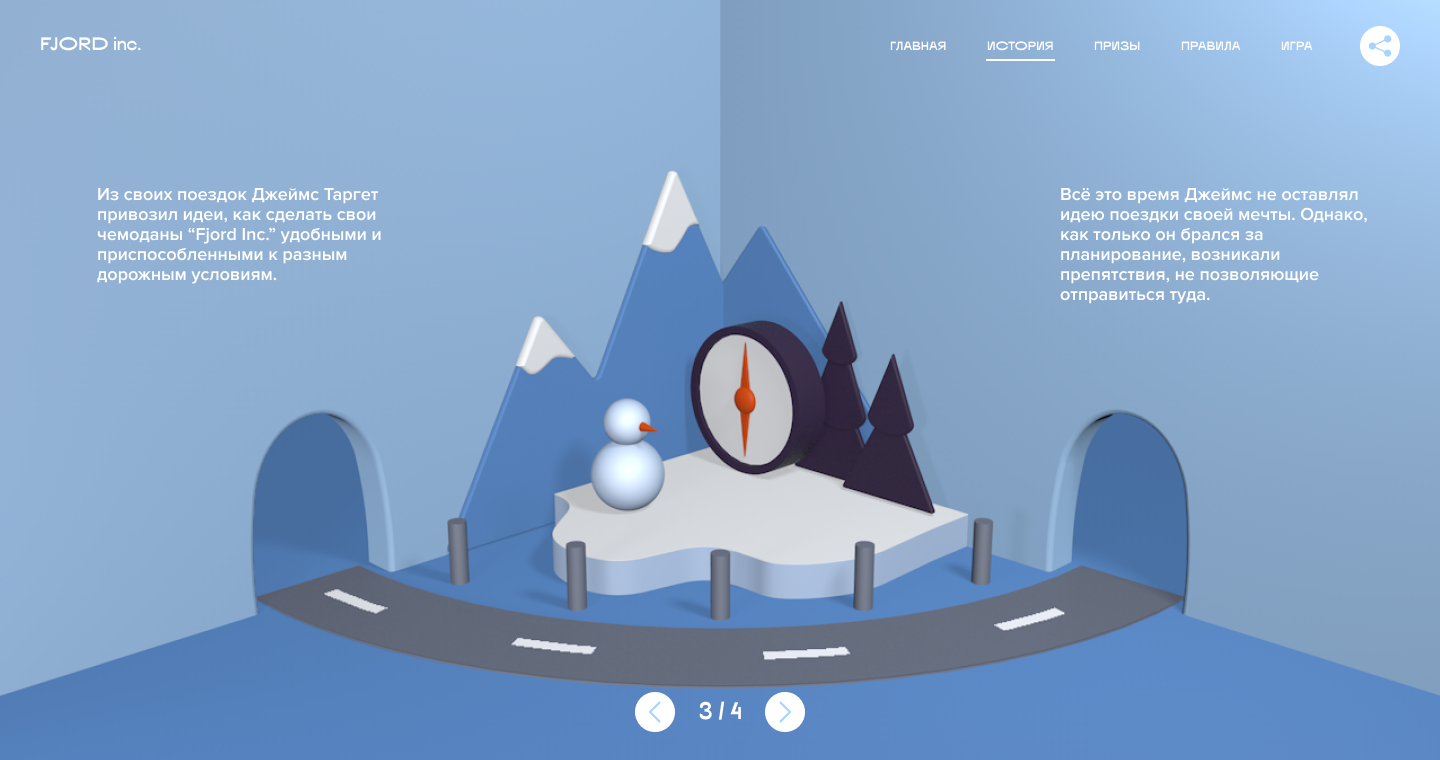 FJORD inc.
ГЛАВНАЯ
ИСТОРИЯ
ПРИЗЫ
ПРАВИЛА
ИГРА
Из своих поездок Джеймс Таргет
привозил идеи, как сделать свои
чемоданы “Fjord Inc.” удобными и
приспособленными к разным
дорожным условиям.
Всё это время Джеймс не оставлял
идею поездки своей мечты. Однако,
как только он брался за
планирование, возникали
препятствия, не позволяющие
отправиться туда.
3 / 4